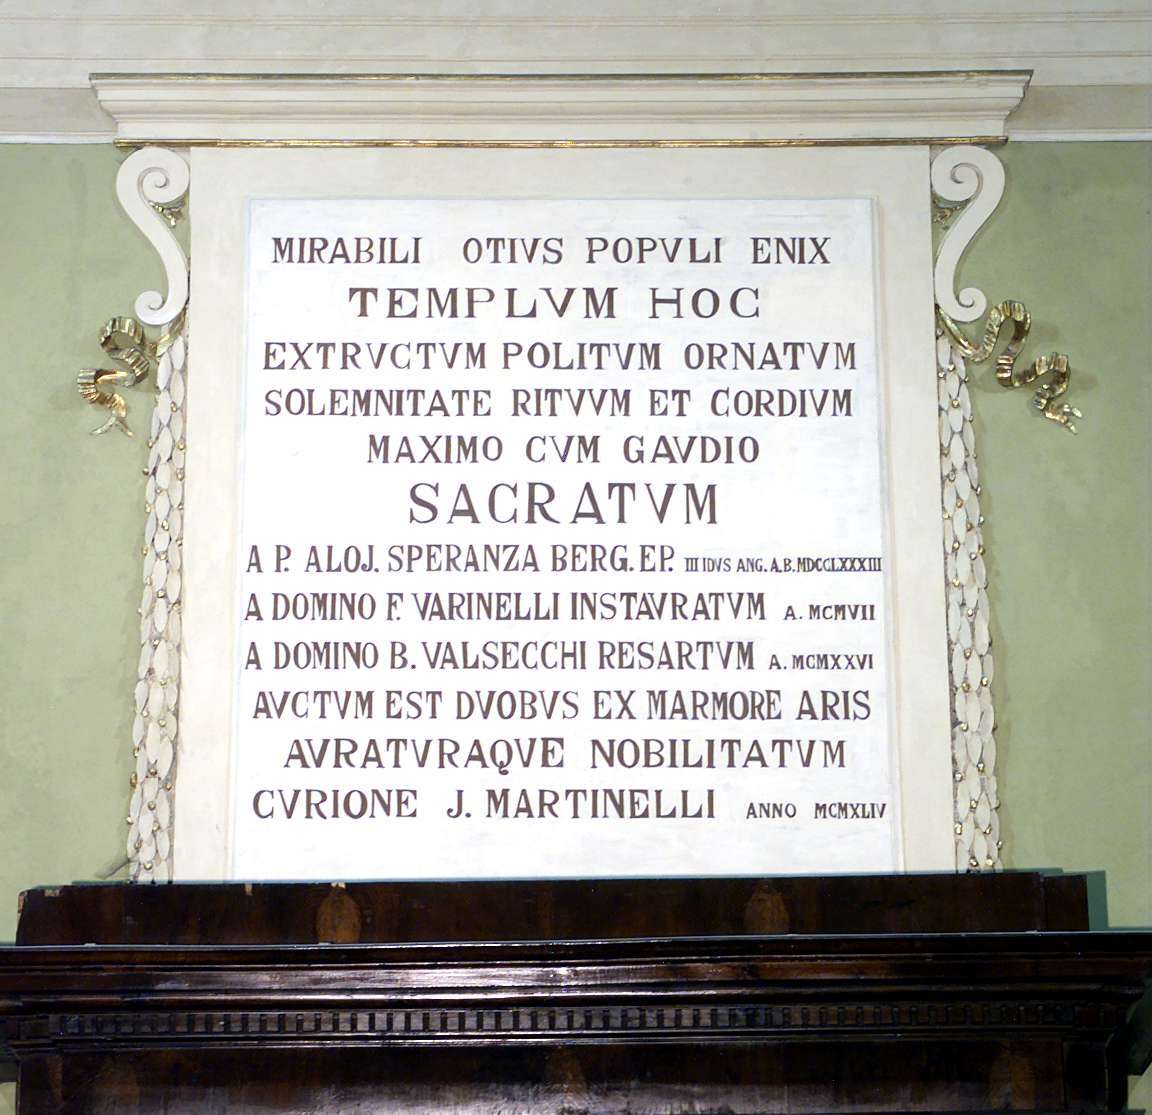 MIRABILI OTIVS POPVLI ENIX
TEMPLVM HOC
EXTRVCTVM POLITVM ORNATVM
SOLEMNITATE RITVVM ET CORDIVM
MAXIMO CVM GAVDIO
SACRATVM
A P. ALOJ. SPERANZA BERG. EP. III IDVS ANG. A.B. MDCCLXXXIII
A DOMINO F. VARINELLI INSTAVRATVM A. MCMVII
A DOMINO B. VALSECCHI RESARTVM A. MCMXXVI
AVCTVM EST DVOBVS EX MARMORE ARIS
AVRATVRAQVE NOBILITATVM
CVRIONE J. MARTINELLI ANNO MCMXLIV